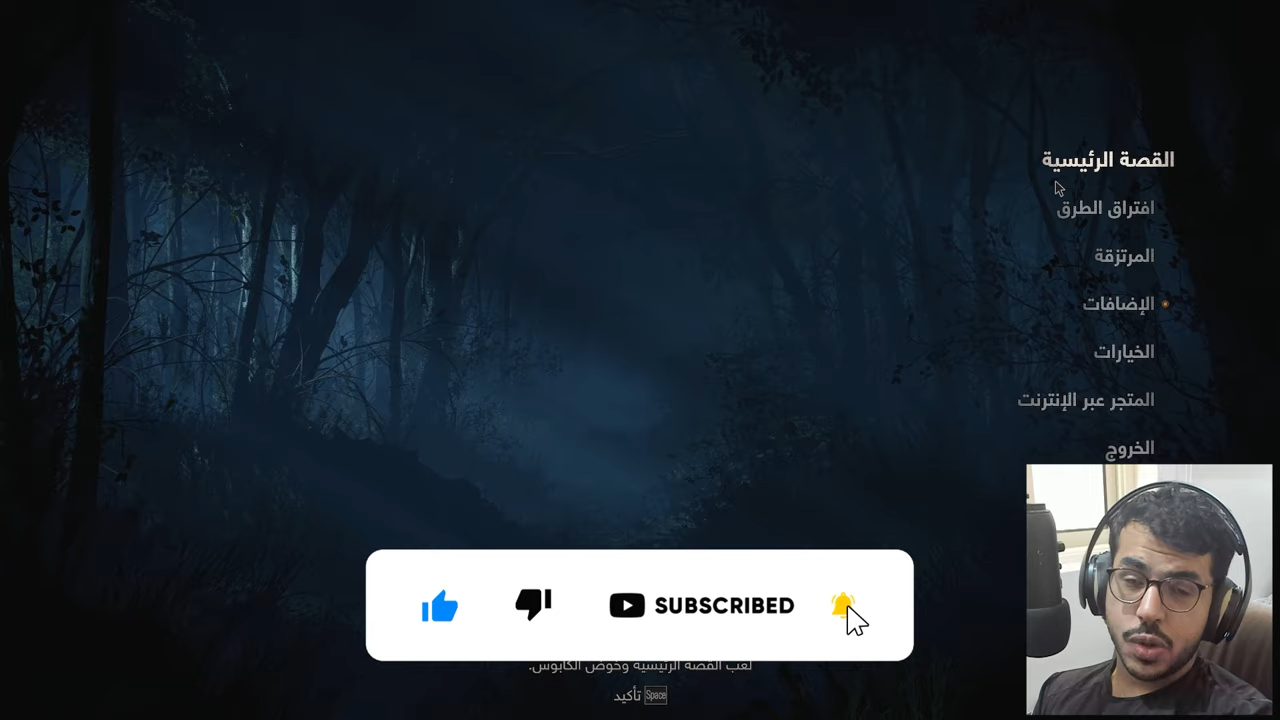 القصة الرئيسية
افتراق الطرق
المرتزقة
الإضافات
الخيارات
المتجر عبر الإنترنت
الخروج
SUBSCRIBED
لعب القصة الرئيسية وخوض الكابوس.
Space تأكيد